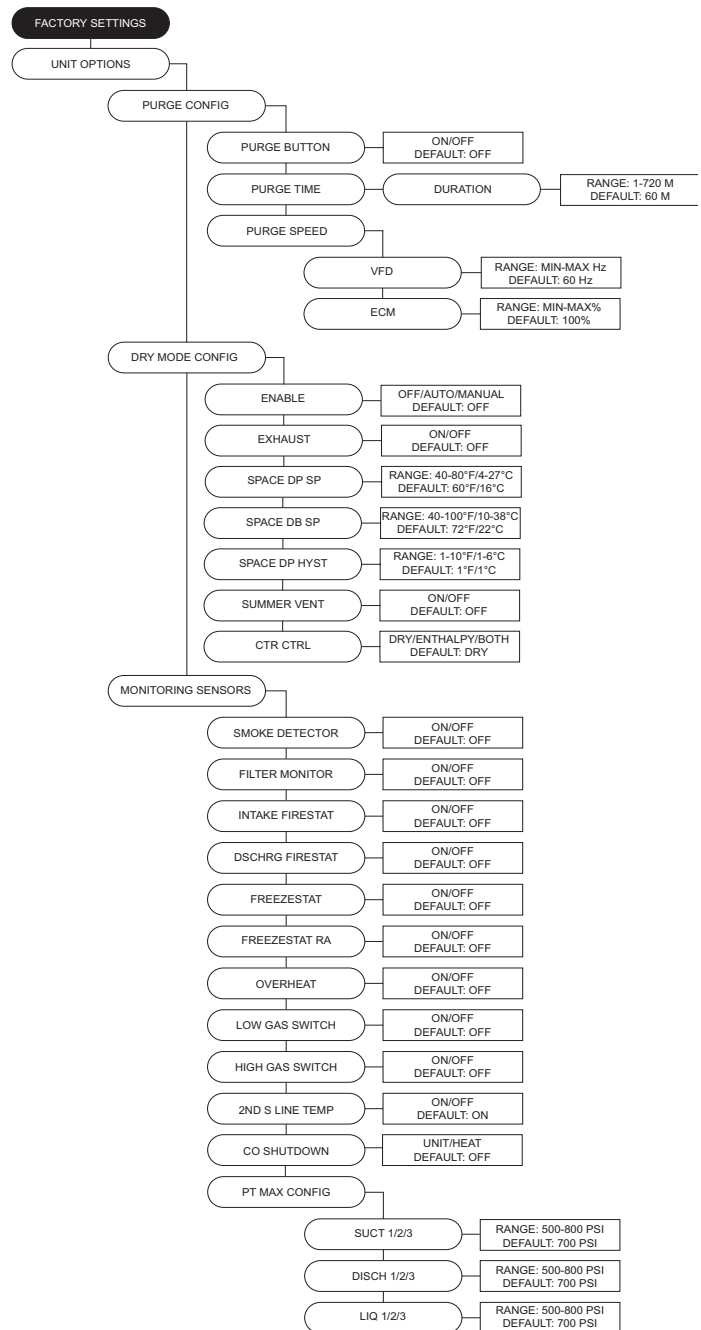 FACTORY SETTINGS
UNIT OPTIONS
PURGE CONFIG
PURGE BUTTON
ON/OFF
DEFAULT: OFF
PURGE TIME
DURATION
RANGE: 1-720 M
DEFAULT: 60 M
PURGE SPEED
VFD
RANGE: MIN-MAX Hz
DEFAULT: 60 Hz
ECM
RANGE: MIN-MAX%
DEFAULT: 100%
DRY MODE CONFIG
ENABLE
OFF/AUTO/MANUAL
DEFAULT: OFF
EXHAUST
ON/OFF
DEFAULT: OFF
SPACE DP SP
RANGE: 40-80°F/4-27°C
DEFAULT: 60°F/16°C
SPACE DB SP
RANGE: 40-100°F/10-38°C
DEFAULT: 72°F/22°C
SPACE DP HYST
RANGE: 1-10°F/1-6°C
DEFAULT: 1°F/1°C
SUMMER VENT
ON/OFF
DEFAULT: OFF
CTR CTRL
DRY/ENTHALPY/BOTH
DEFAULT: DRY
MONITORING SENSORS
SMOKE DETECTOR
ON/OFF
DEFAULT: OFF
FILTER MONITOR
ON/OFF
DEFAULT: OFF
INTAKE FIRESTAT
ON/OFF
DEFAULT: OFF
DSCHRG FIRESTAT
ON/OFF
DEFAULT: OFF
FREEZESTAT
ON/OFF
DEFAULT: OFF
FREEZESTAT RA
ON/OFF
DEFAULT: OFF
OVERHEAT
ON/OFF
DEFAULT: OFF
LOW GAS SWITCH
ON/OFF
DEFAULT: OFF
HIGH GAS SWITCH
ON/OFF
DEFAULT: OFF
2ND S LINE TEMP
ON/OFF
DEFAULT: ON
CO SHUTDOWN
UNIT/HEAT
DEFAULT: OFF
PT MAX CONFIG
SUCT 1/2/3
RANGE: 500-800 PSI
DEFAULT: 700 PSI
DISCH 1/2/3
RANGE: 500-800 PSI
DEFAULT: 700 PSI
LIQ 1/2/3
RANGE: 500-800 PSI
DEFAULT: 700 PSI